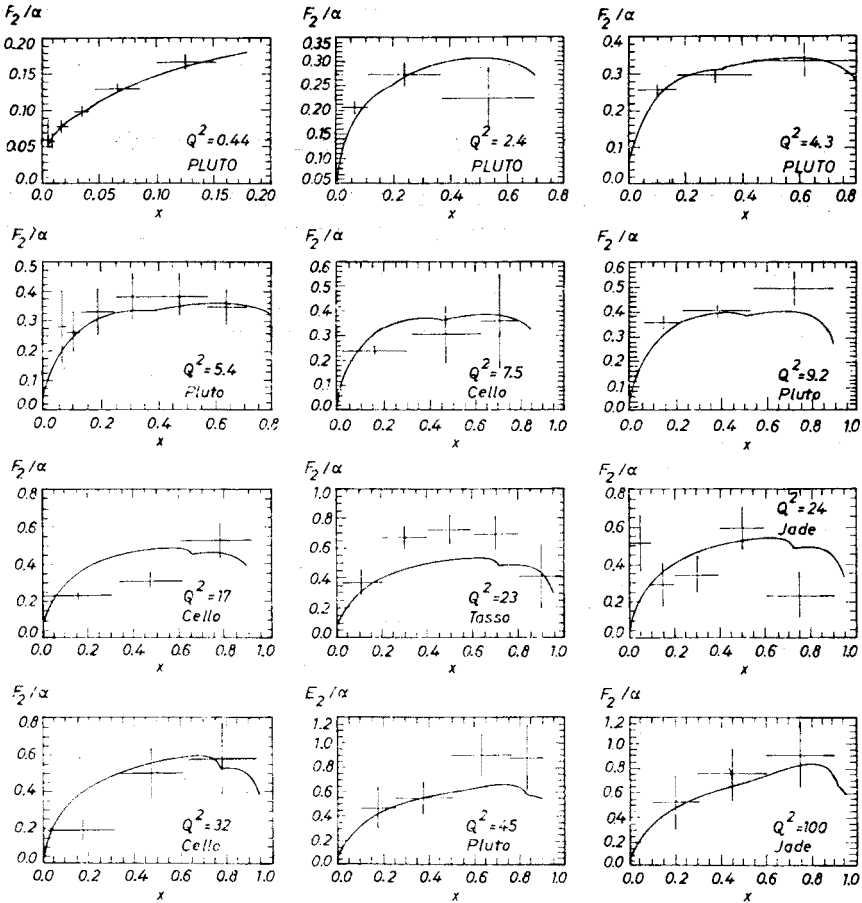 F₂/α F₂/α F₂/α
0.20 0.35 0.4
0.15 0.30 0.3
0.10 0.25 0.2
0.05 0.20 0.1
0.0 0.15 0.0
0.10
0.05
Q²=0.44 Q²=2.4 Q²=4.3
PLUTO PLUTO PLUTO
0.0 0.05 0.10 0.15 0.20 0.0 0.2 0.4 0.6 0.8 0.0 0.2 0.4 0.6 0.8
x x x
F₂/α F₂/α F₂/α
0.5 0.6 0.6
0.4 0.5 0.5
0.3 0.4 0.4
0.2 0.3 0.3
0.1 0.2 0.2
0.0 0.1 0.1
0.0 0.0
Q²=5.4 Q²=7.5 Q²=9.2
Pluto Cello Pluto
0.0 0.2 0.4 0.6 0.8 0.0 0.2 0.4 0.6 0.8 1.0 0.0 0.2 0.4 0.6 0.8 1.0
x x x
F₂/α F₂/α F₂/α
0.8 1.0 0.8
0.6 0.8 0.6
0.4 0.6 0.4
0.2 0.4 0.2
0.0 0.2 0.0
0.0
Q²=17 Q²=23 Q²=24
Cello Tasso Jade
0.0 0.2 0.4 0.6 0.8 1.0 0.0 0.2 0.4 0.6 0.8 1.0 0.0 0.2 0.4 0.6 0.8 1.0
x x x
F₂/α E₂/α F₂/α
0.8 1.2 1.2
0.6 1.0 1.0
0.4 0.8 0.8
0.2 0.6 0.6
0.0 0.4 0.4
0.2 0.2
0.0 0.0
Q²=32 Q²=45 Q²=100
Cello Pluto Jade
0.0 0.2 0.4 0.6 0.8 1.0 0.0 0.2 0.4 0.6 0.8 1.0 0.0 0.2 0.4 0.6 0.8 1.0
x x x